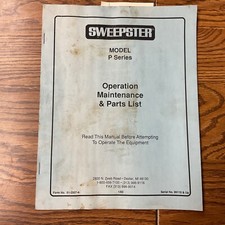 SWEEPSTER
MODEL
P Series
Operation
Maintenance
& Parts List
Read This Manual Before Attempting
To Operate The Equipment